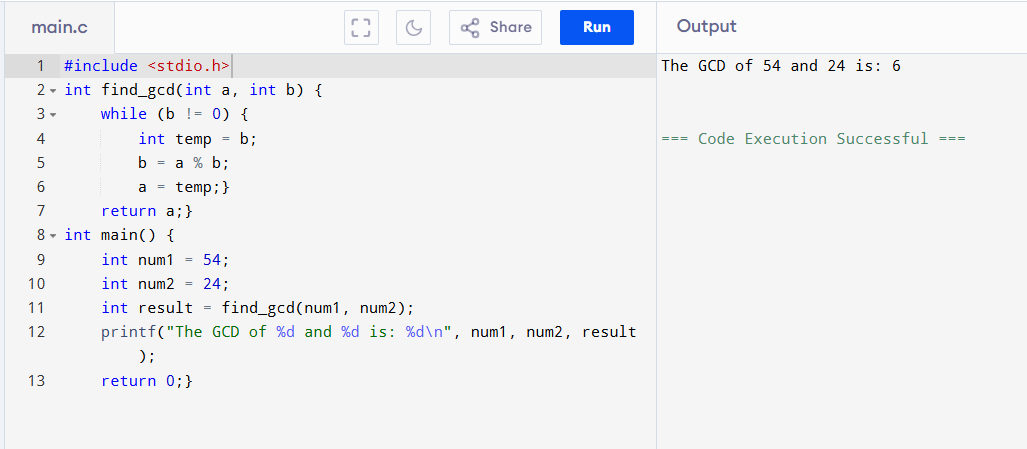 main.c
Share
Run
Output
1 #include <stdio.h>
2 int find_gcd(int a, int b) {
3     while (b != 0) {
4         int temp = b;
5         b = a % b;
6         a = temp;}
7     return a;}
8 int main() {
9     int num1 = 54;
10     int num2 = 24;
11     int result = find_gcd(num1, num2);
12     printf("The GCD of %d and %d is: %d\n", num1, num2, result
        );
13     return 0;}
The GCD of 54 and 24 is: 6
=== Code Execution Successful ===